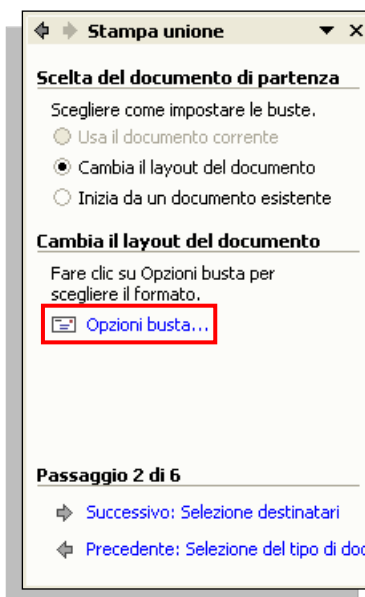 Stampa unione
Scelta del documento di partenza
Scegliere come impostare le buste.
Usa il documento corrente
Cambia il layout del documento
Inizia da un documento esistente
Cambia il layout del documento
Fare clic su Opzioni busta per
scegliere il formato.
Opzioni busta...
Passaggio 2 di 6
Successivo: Selezione destinatari
Precedente: Selezione del tipo di doc